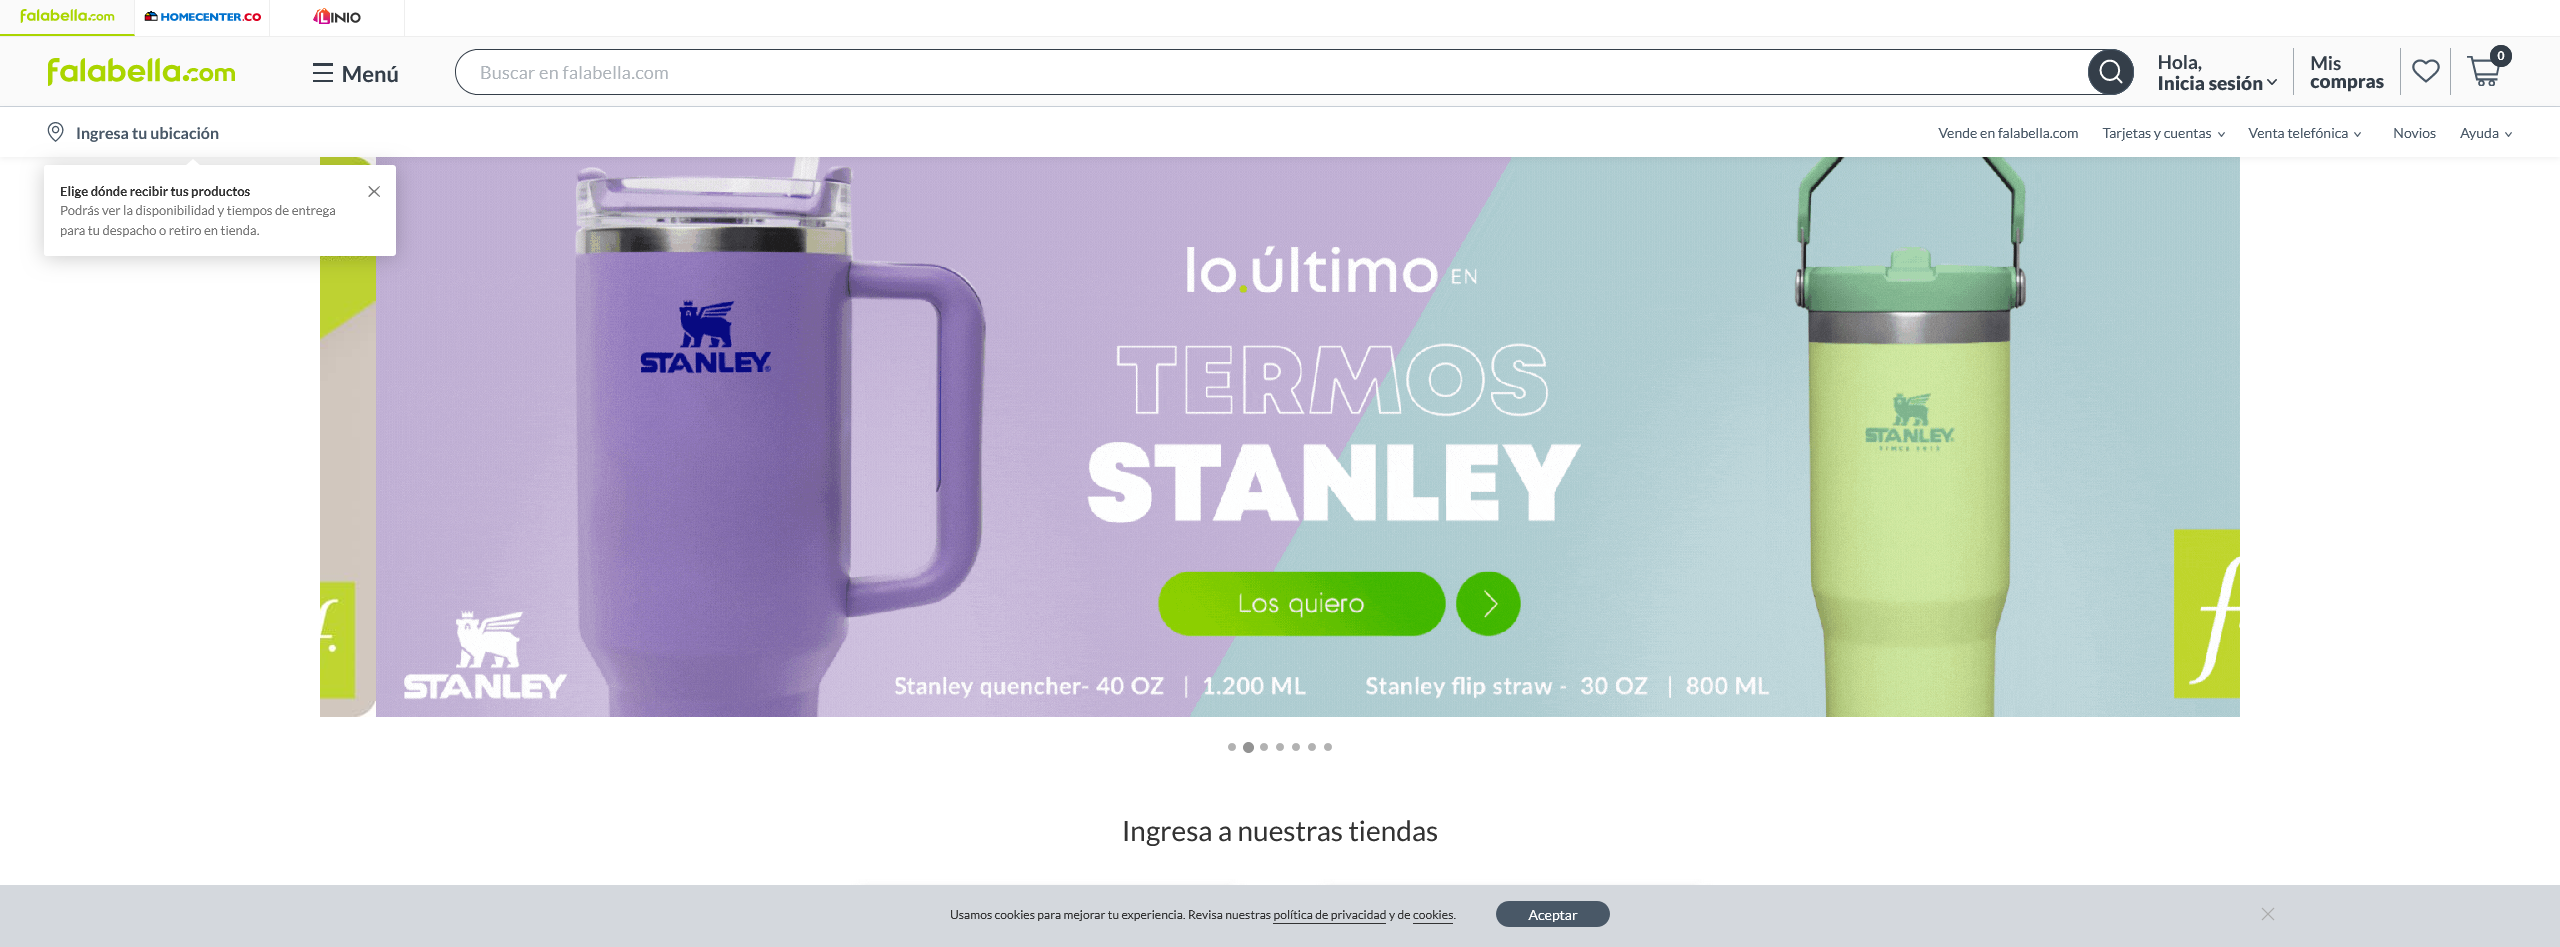 falabella.com
HOMECENTER.CO
LINIO
falabella.com
Menú
Buscar en falabella.com
Hola,
Inicia sesión
Mis
compras
0
Ingresa tu ubicación
Vende en falabella.com
Tarjetas y cuentas
Venta telefónica
Novios
Ayuda
Elige dónde recibir tus productos
Podrás ver la disponibilidad y tiempos de entrega
para tu despacho o retiro en tienda.
lo.último EN
TERMOS
STANLEY
Los quiero
STANLEY
STANLEY
SINCE 1913
STANLEY
Stanley quencher- 40 OZ | 1.200 ML
Stanley flip straw - 30 OZ | 800 ML
f.
f
Ingresa a nuestras tiendas
Usamos cookies para mejorar tu experiencia. Revisa nuestras política de privacidad y de cookies.
Aceptar